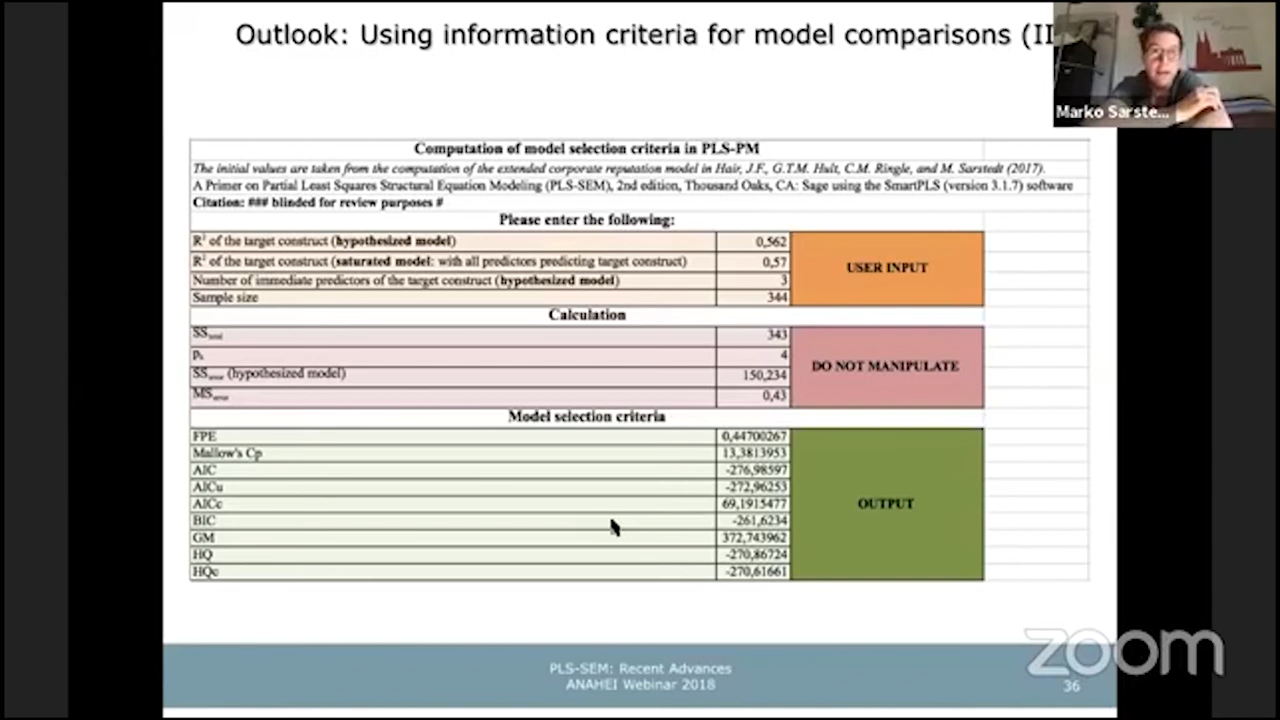 Outlook: Using information criteria for model comparisons (II
Marko Sarste...
Computation of model selection criteria in PLS-PM
The initial values are taken from the computation of the extended corporate reputation model in Hair, J.F., G.T.M. Hult, C.M. Ringle, and M. Sarstedt (2017).
A Primer on Partial Least Squares Structural Equation Modeling (PLS-SEM), 2nd edition, Thousand Oaks, CA: Sage using the SmartPLS (version 3.1.7) software
Citation: ### blinded for review purposes #
Please enter the following:
R² of the target construct (hypothesized model) 0,562
R² of the target construct (saturated model: with all predictors predicting target construct) 0,57
USER INPUT
Number of immediate predictors of the target construct (hypothesized model) 3
Sample size 344
Calculation
SS 343
4
DO NOT MANIPULATE
SS (hypothesized model) 150,234
MS 0,43
Model selection criteria
FPE 0,44700267
Mallow's Cp 13,3813953
AIC -276,98597
AICu -272,96253
AICc 69,1915477
OUTPUT
BIC -261,6234
GM 372,743962
HQ -270,86724
HQc -270,61661
PLS-SEM: Recent Advances
ANAHEI Webinar 2018
36
zoom